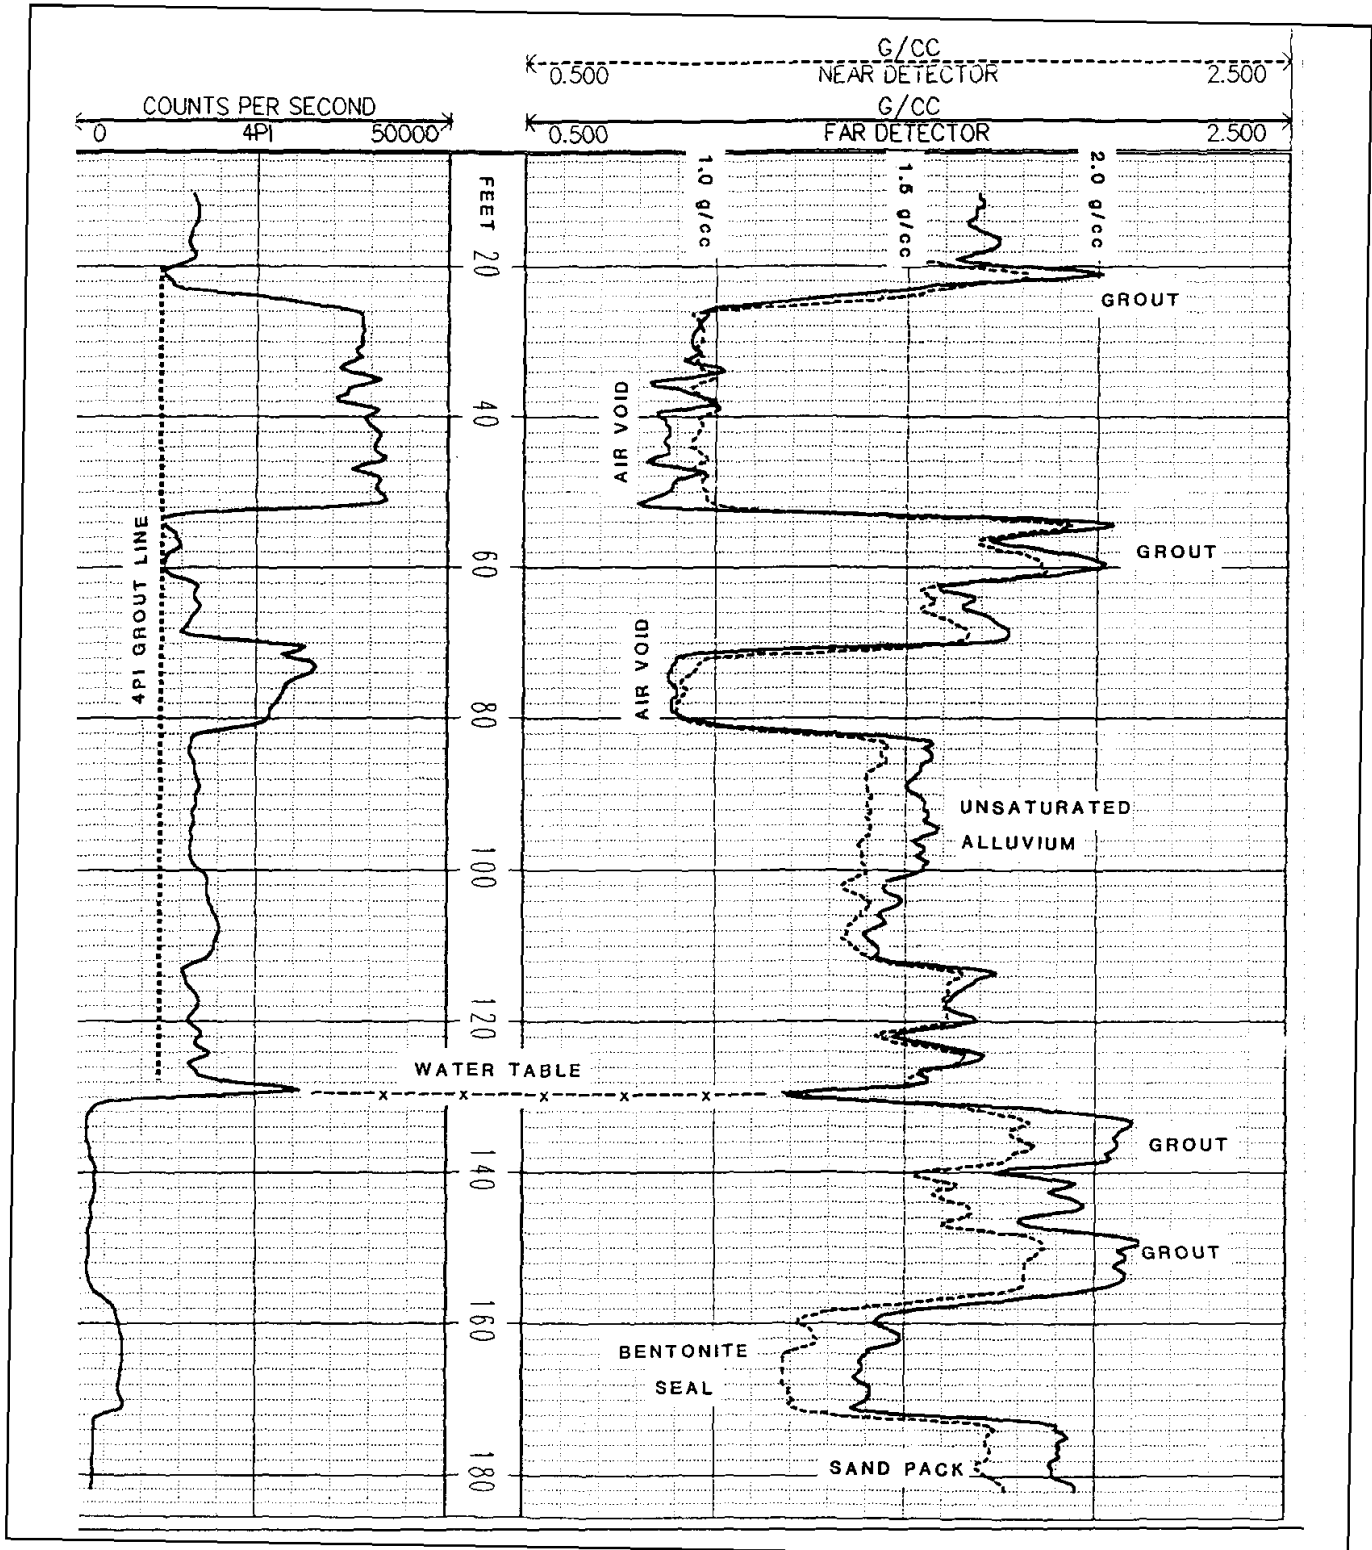 G/CC
0.500 NEAR DETECTOR 2.500
COUNTS PER SECOND
G/CC
0 4PI 50000
0.500 FAR DETECTOR 2.500
FEET
1.0 g/cc
1.5 g/cc
2.0 g/cc
20
GROUT
AIR VOID
40
4PI GROUT LINE
GROUT
60
AIR VOID
80
UNSATURATED
ALLUVIUM
100
120
WATER TABLE
x x x x x
GROUT
140
GROUT
160
BENTONITE
SEAL
SAND PACK
180